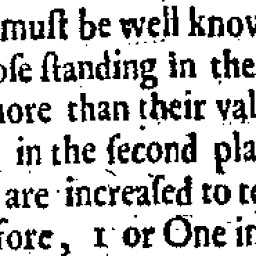 muſt be well know
oſe ſtanding in the
ore than their val
in the ſecond pla
are increaſed to te
fore, 1 or One in